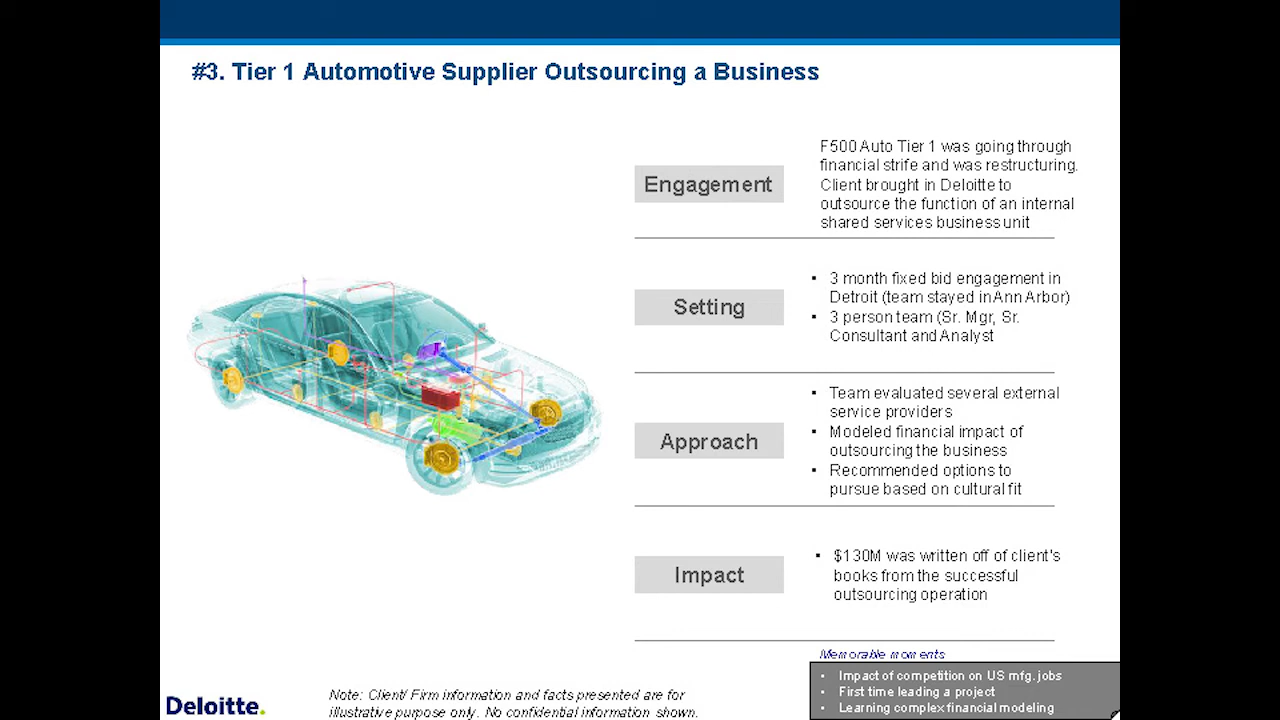 #3. Tier 1 Automotive Supplier Outsourcing a Business
Engagement
F500 Auto Tier 1 was going through
financial strife and was restructuring.
Client brought in Deloitte to
outsource the function of an internal
shared services business unit
Setting
▪ 3 month fixed bid engagement in
Detroit (team stayed in Ann Arbor)
▪ 3 person team (Sr. Mgr, Sr.
Consultant and Analyst
Approach
▪ Team evaluated several external
service providers
▪ Modeled financial impact of
outsourcing the business
▪ Recommended options to
pursue based on cultural fit
Impact
▪ $130M was written off of client's
books from the successful
outsourcing operation
Memorable moments
• Impact of competition on US mfg. jobs
• First time leading a project
• Learning complex financial modeling
Deloitte.
Note: Client/ Firm information and facts presented are for
illustrative purpose only. No confidential information shown.